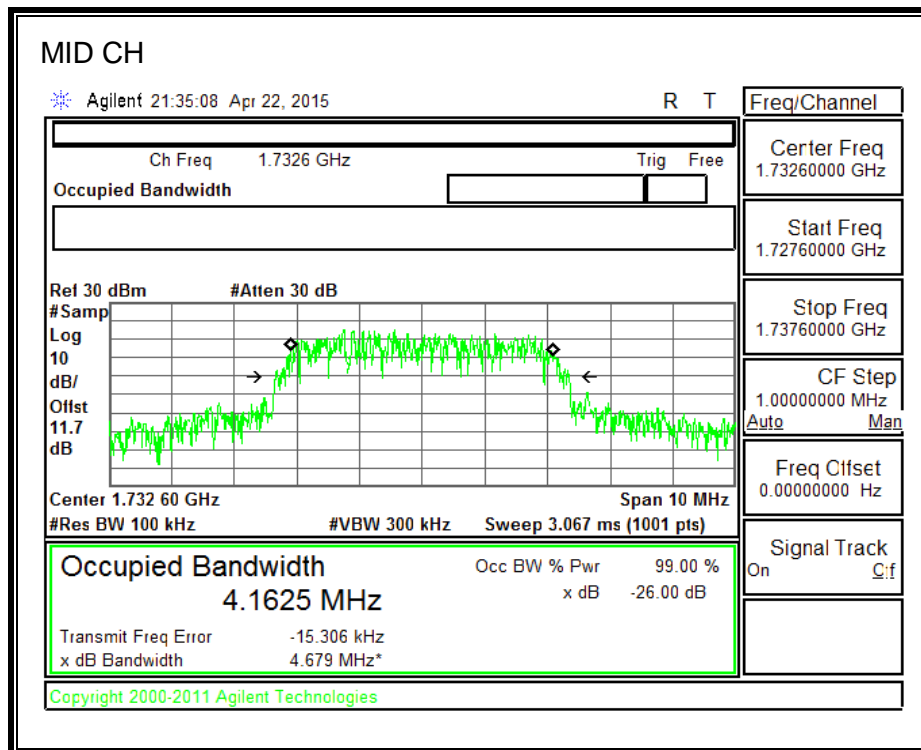 MID CH
Agilent 21:35:08 Apr 22, 2015 R T
Freq/Channel
Ch Freq 1.7326 GHz Trig Free
Occupied Bandwidth
Center Freq
1.73260000 GHz
Start Freq
1.72760000 GHz
Stop Freq
1.73760000 GHz
CF Step
1.00000000 MHz
Auto Man
Freq Offset
0.00000000 Hz
Signal Track
On Off
Ref 30 dBm #Atten 30 dB
#Samp
Log
10
dB/
Offst
11.7
dB
Center 1.732 60 GHz Span 10 MHz
#Res BW 100 kHz #VBW 300 kHz Sweep 3.067 ms (1001 pts)
Occupied Bandwidth Occ BW % Pwr 99.00 %
4.1625 MHz x dB -26.00 dB
Transmit Freq Error -15.306 kHz
x dB Bandwidth 4.679 MHz*
Copyright 2000-2011 Agilent Technologies